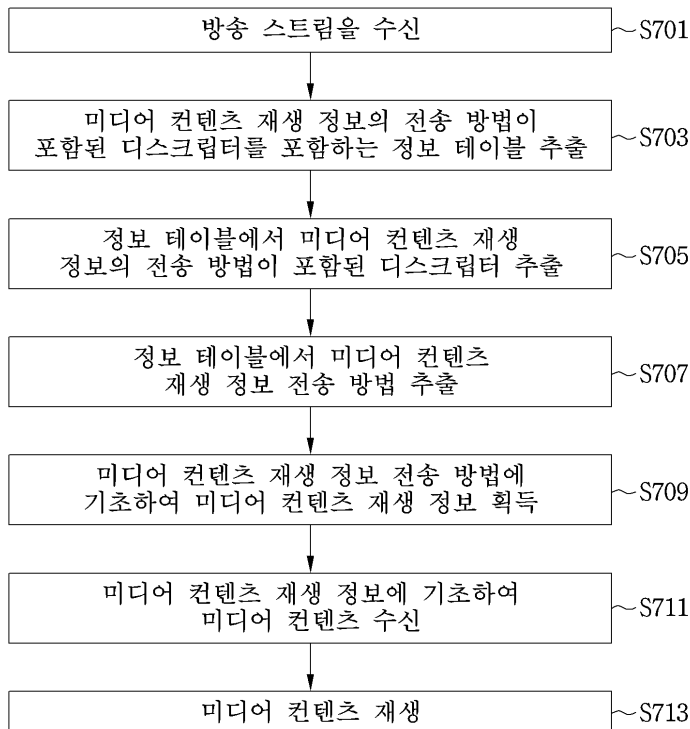 방송 스트림을 수신
S701
미디어 컨텐츠 재생 정보의 전송 방법이
포함된 디스크립터를 포함하는 정보 테이블 추출
S703
정보 테이블에서 미디어 컨텐츠 재생
정보의 전송 방법이 포함된 디스크립터 추출
S705
정보 테이블에서 미디어 컨텐츠
재생 정보 전송 방법 추출
S707
미디어 컨텐츠 재생 정보 전송 방법에
기초하여 미디어 컨텐츠 재생 정보 획득
S709
미디어 컨텐츠 재생 정보에 기초하여
미디어 컨텐츠 수신
S711
미디어 컨텐츠 재생
S713